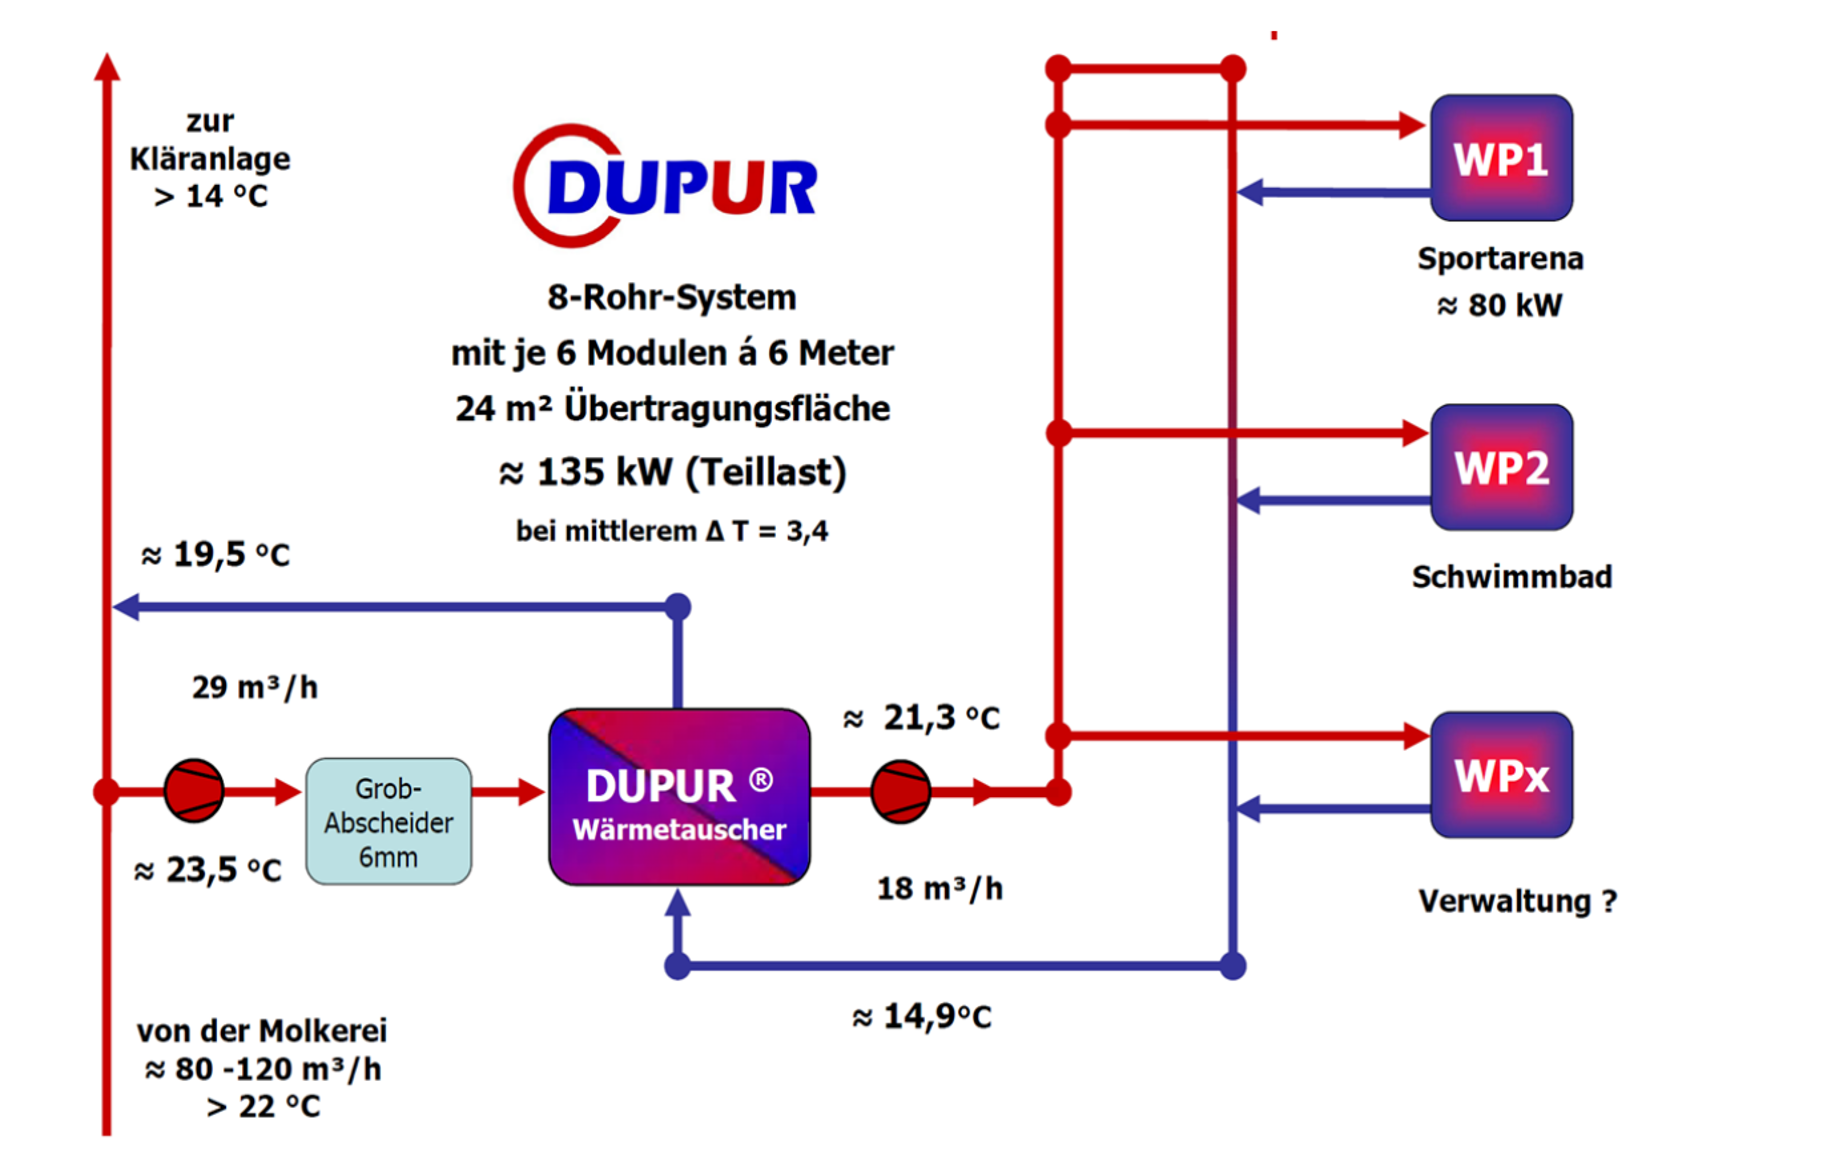 zur
Kläranlage
> 14 °C
DUPUR
8-Rohr-System
mit je 6 Modulen á 6 Meter
24 m² Übertragungsfläche
≈ 135 kW (Teillast)
bei mittlerem Δ T = 3,4
WP1
Sportarena
≈ 80 kW
WP2
Schwimmbad
≈ 19,5 °C
29 m³/h
≈ 21,3 °C
Grob-
Abscheider
6mm
DUPUR ®
Wärmetauscher
WPx
≈ 23,5 °C
18 m³/h
Verwaltung ?
≈ 14,9°C
von der Molkerei
≈ 80 -120 m³/h
> 22 °C